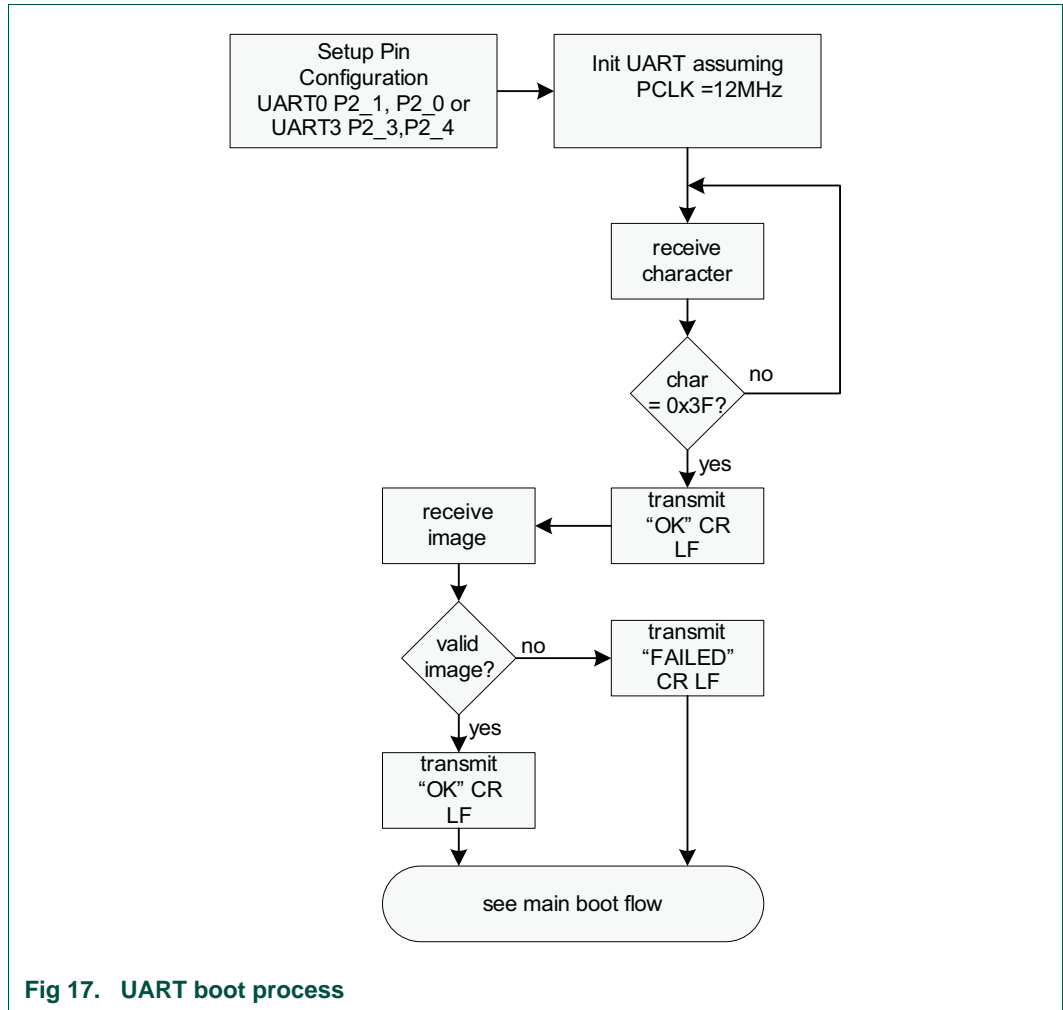 Setup Pin
Configuration
UART0 P2_1, P2_0 or
UART3 P2_3,P2_4
Init UART assuming
PCLK =12MHz
receive
character
char
= 0x3F?
no
yes
transmit
“OK” CR
LF
receive
image
valid
image?
no
transmit
“FAILED”
CR LF
yes
transmit
“OK” CR
LF
see main boot flow
Fig 17. UART boot process